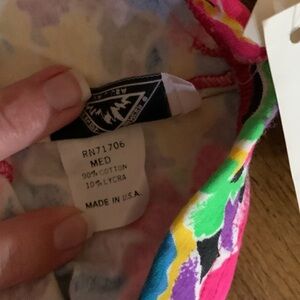 RN71706
MED
90% COTTON
10% LYCRA
MADE IN U.S.A.